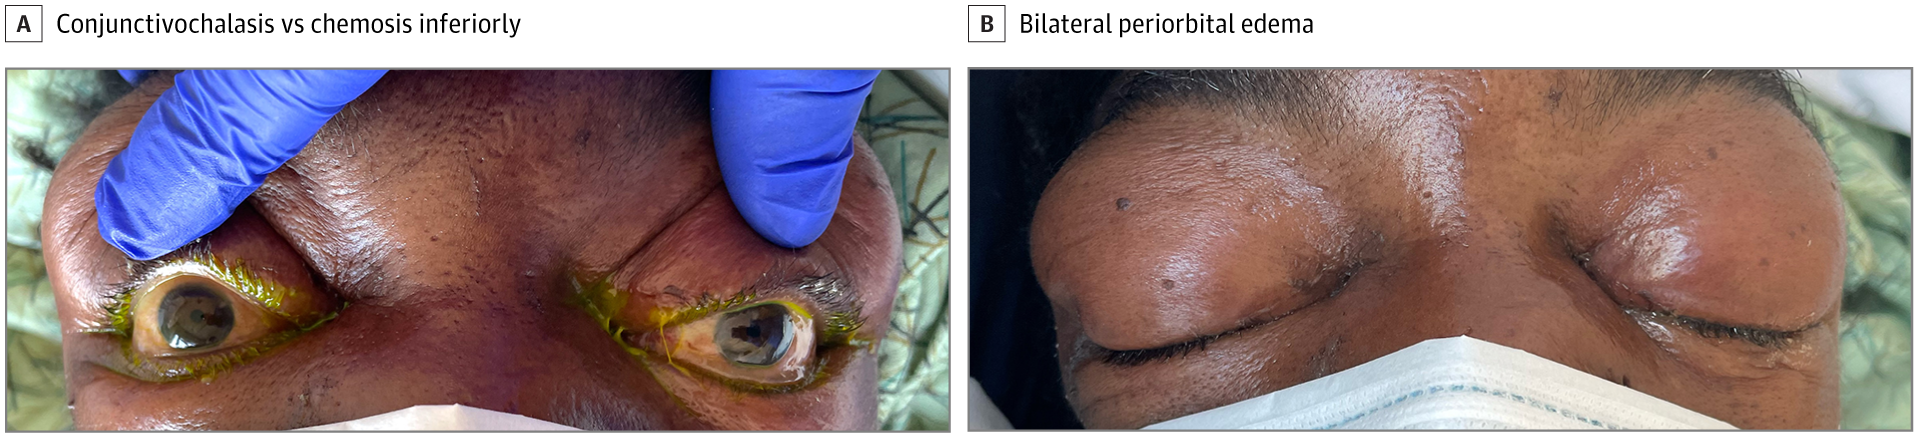 A Conjunctivochalasis vs chemosis inferiorly
B Bilateral periorbital edema